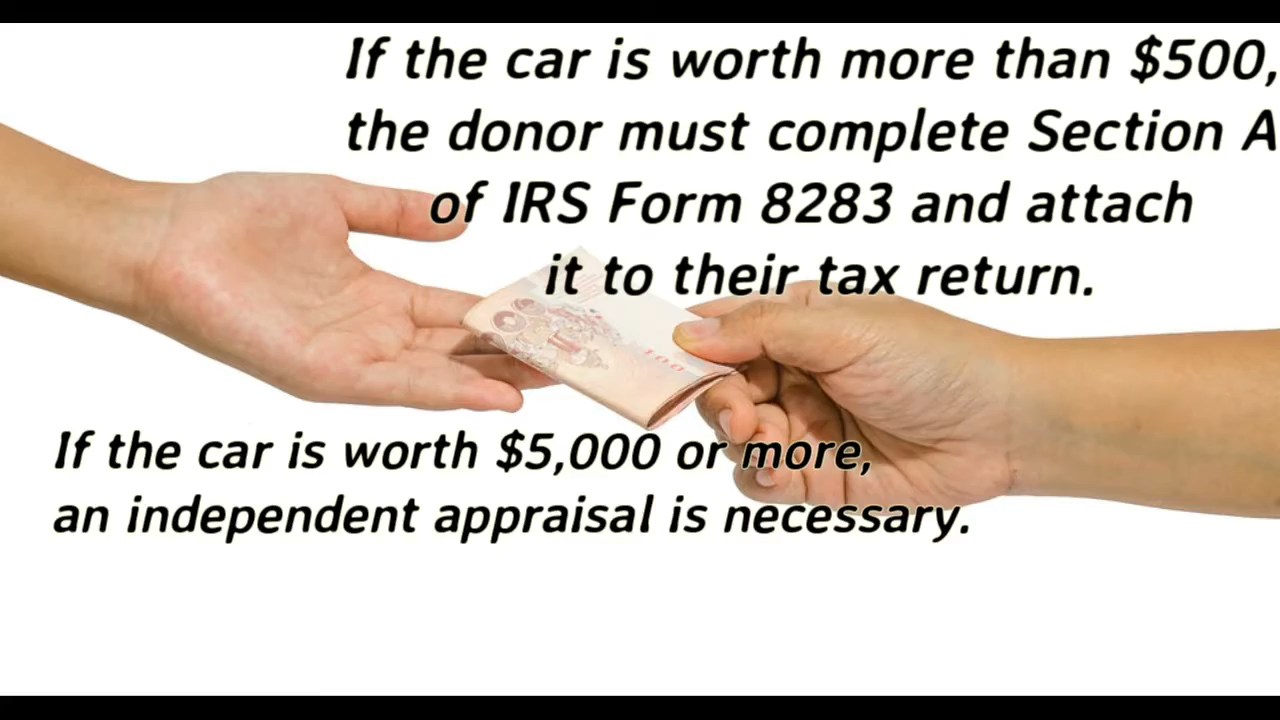 If the car is worth more than $500,
the donor must complete Section A
of IRS Form 8283 and attach
it to their tax return.
100
If the car is worth $5,000 or more,
an independent appraisal is necessary.